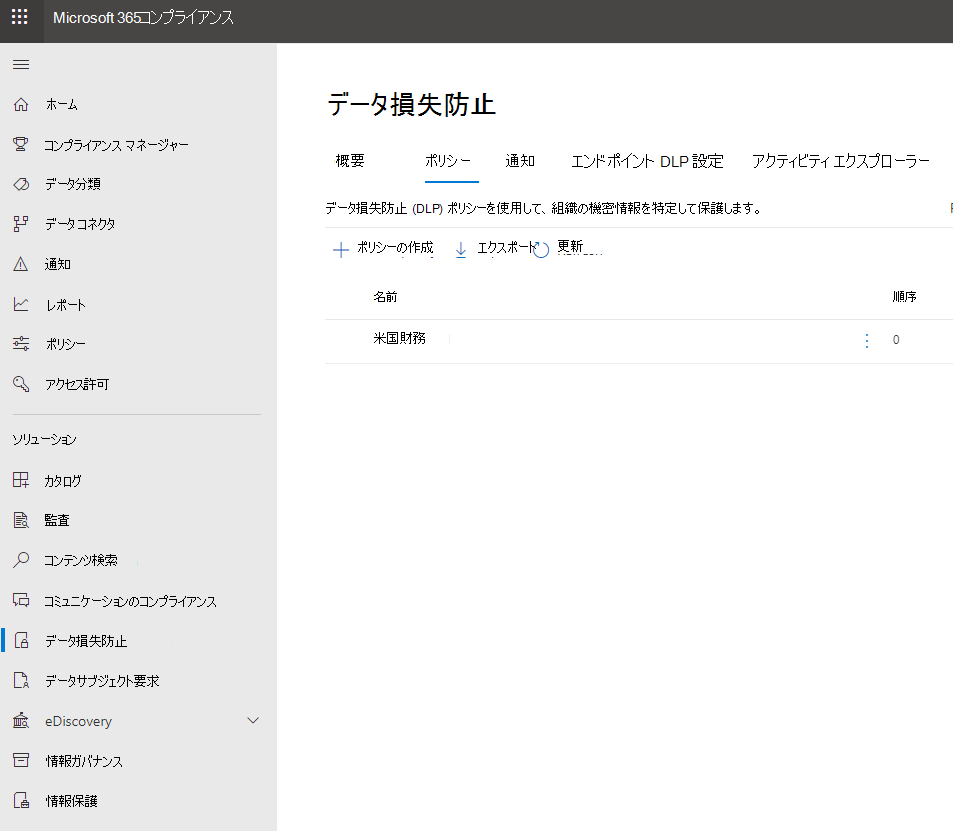 Microsoft 365コンプライアンス
ホーム
コンプライアンス マネージャー
データ分類
データ コネクタ
通知
レポート
ポリシー
アクセス許可
ソリューション
カタログ
監査
コンテンツ検索
コミュニケーションのコンプライアンス
データ損失防止
データサブジェクト要求
eDiscovery
情報ガバナンス
情報保護
データ損失防止
概要 ポリシー 通知 エンドポイント DLP 設定 アクティビティ エクスプローラー
データ損失防止 (DLP) ポリシーを使用して、組織の機密情報を特定して保護します。
ポリシーの作成 エクスポート 更新
名前 順序
米国財務 0